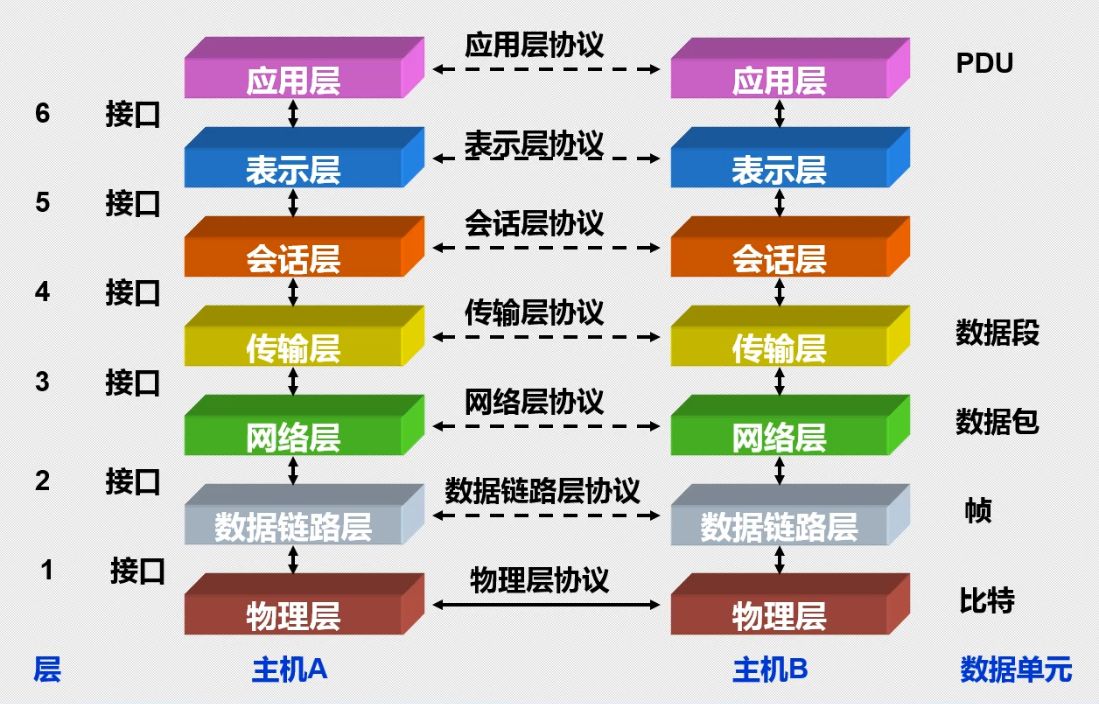 应用层协议
应用层
应用层
PDU
6 接口
表示层协议
表示层
表示层
5 接口
会话层协议
会话层
会话层
4 接口
传输层协议
传输层
传输层
数据段
3 接口
网络层协议
网络层
网络层
数据包
2 接口
数据链路层协议
数据链路层
数据链路层
帧
1 接口
物理层协议
物理层
物理层
比特
层
主机A
主机B
数据单元